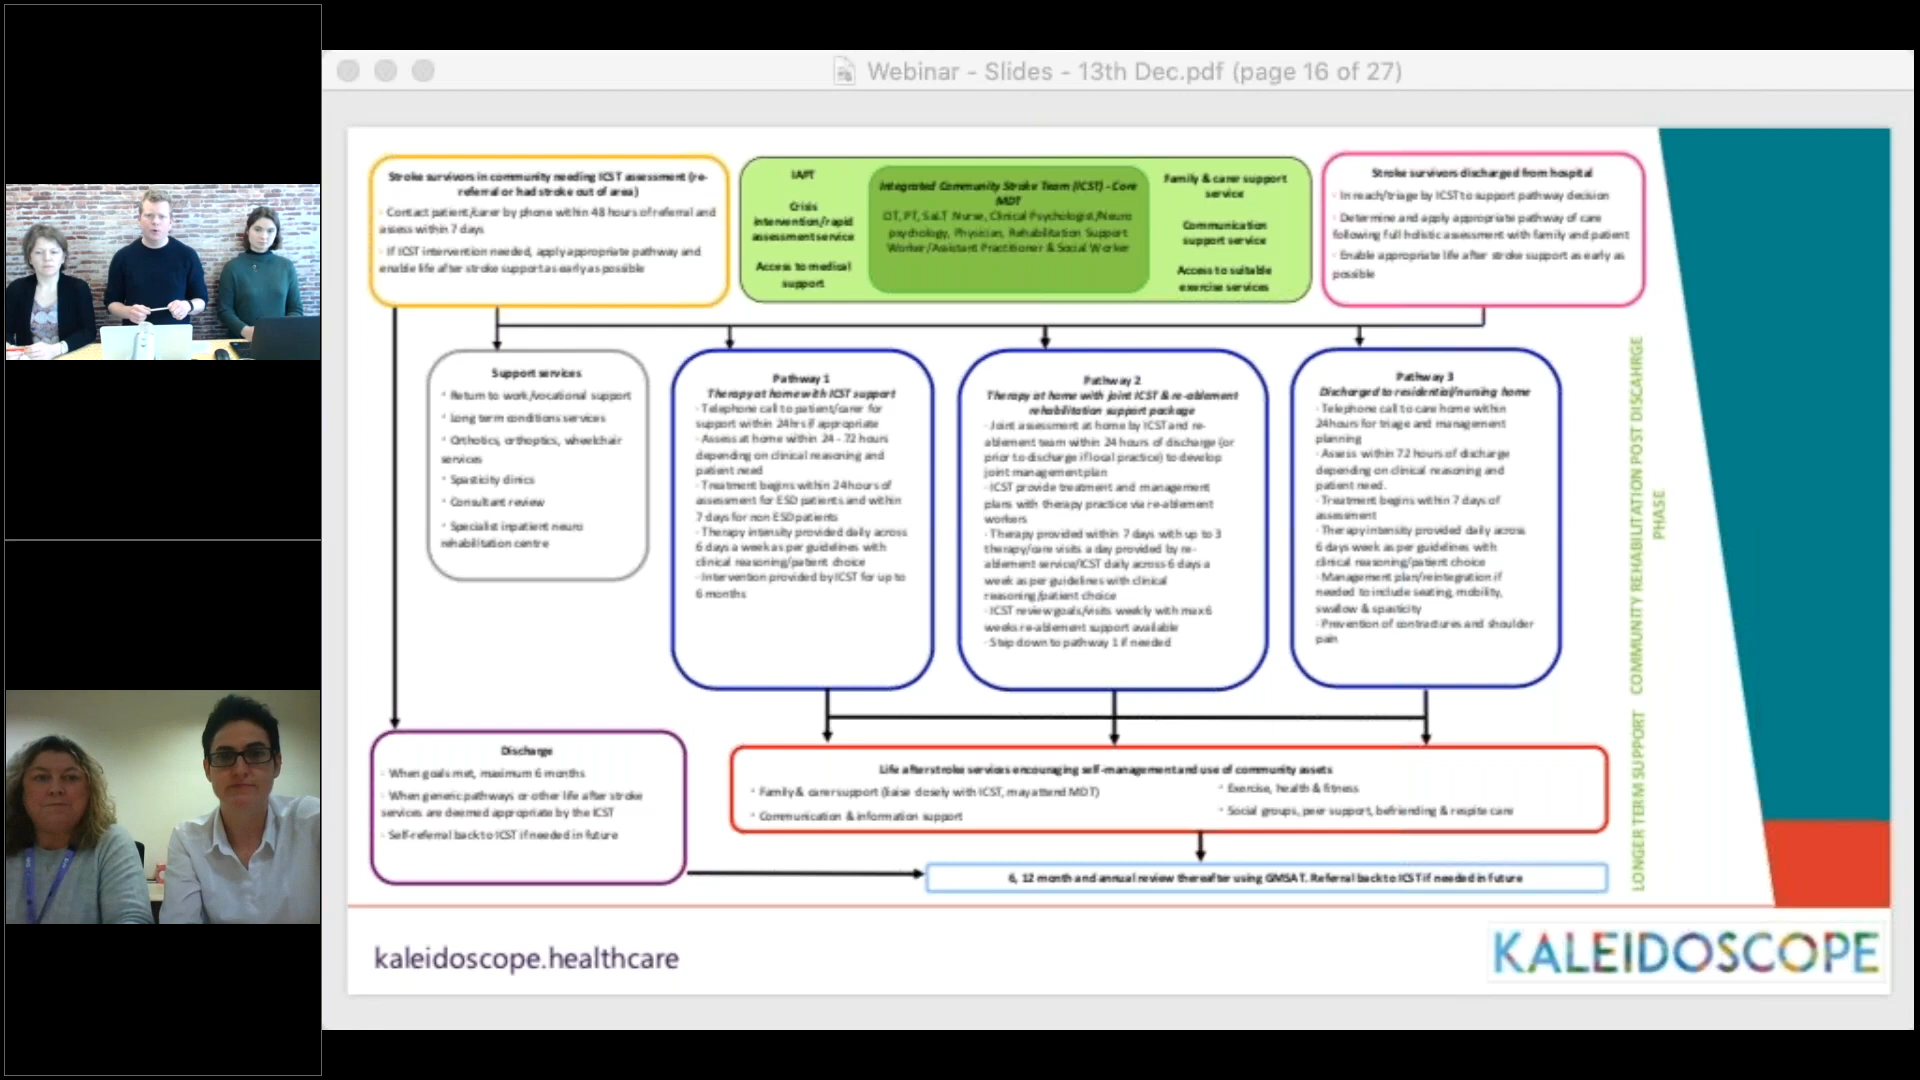 Webinar - Slides - 13th Dec.pdf (page 16 of 27)
Stroke survivors in community needing ICST assessment (re-
referral or had stroke out of area)
- Contact patient/carer by phone within 48 hours of referral and
assess within 7 days
- If ICST intervention needed, apply appropriate pathway and
enable life after stroke support as early as possible
IAPT
Crisis
intervention/rapid
assessment service
Access to medical
support
Integrated Community Stroke Team (ICST) - Core
MDT
OT, PT, SaLT Nurse, Clinical Psychologist/Neuro
psychology, Physician, Rehabilitation Support
Worker/Assistant Practitioner & Social Worker
Family & carer support
service
Communication
support service
Access to suitable
exercise services
Stroke survivors discharged from hospital
- In reach/triage by ICST to support pathway decision
- Determine and apply appropriate pathway of care
following full holistic assessment with family and patient
- Enable appropriate life after stroke support as early as
possible
Support services
* Return to work/vocational support
* Long term conditions services
* Orthotics, orthoptics, wheelchair
services
* Spasticity clinics
* Consultant review
* Specialist inpatient neuro
rehabilitation centre
Pathway 1
Therapy at home with ICST support
- Telephone call to patient/carer for
support within 24hrs if appropriate
- Assess at home within 24 - 72 hours
depending on clinical reasoning and
patient need
- Treatment begins within 24 hours of
assessment for ESD patients and within
7 days for non ESD patients
- Therapy intensity provided daily across
6 days a week as per guidelines with
clinical reasoning/patient choice
- Intervention provided by ICST for up to
6 months
Pathway 2
Therapy at home with joint ICST & re-ablement
rehabilitation support package
- Joint assessment at home by ICST and re-
ablement team within 24 hours of discharge (or
prior to discharge if local practice) to develop
joint management plan
- ICST provide treatment and management
plans with therapy practice via re-ablement
workers
- Therapy provided within 7 days with up to 3
therapy/care visits a day provided by re-
ablement service/ICST daily across 6 days a
week as per guidelines with clinical
reasoning/patient choice
- ICST review goals/visits weekly with max 6
weeks re-ablement support available
- Step down to pathway 1 if needed
Pathway 3
Discharged to residential/nursing home
- Telephone call to care home within
24hours for triage and management
planning
- Assess within 72 hours of discharge
depending on clinical reasoning and
patient need.
- Treatment begins within 7 days of
assessment
- Therapy intensity provided daily across
6 days week as per guidelines with
clinical reasoning/patient choice
- Management plan/reintegration if
needed to include seating, mobility,
swallow & spasticity
- Prevention of contractures and shoulder
pain
COMMUNITY REHABILITATION POST DISCAHRGE
PHASE
LONGER TERM SUPPORT
Discharge
- When goals met, maximum 6 months
- When generic pathways or other life after stroke
services are deemed appropriate by the ICST
- Self-referral back to ICST if needed in future
Life after stroke services encouraging self-management and use of community assets
* Family & carer support (liaise closely with ICST, may attend MDT)
* Communication & information support
* Exercise, health & fitness
* Social groups, peer support, befriending & respite care
6, 12 month and annual review thereafter using GMSAT. Referral back to ICST if needed in future
kaleidoscope.healthcare
KALEIDOSCOPE